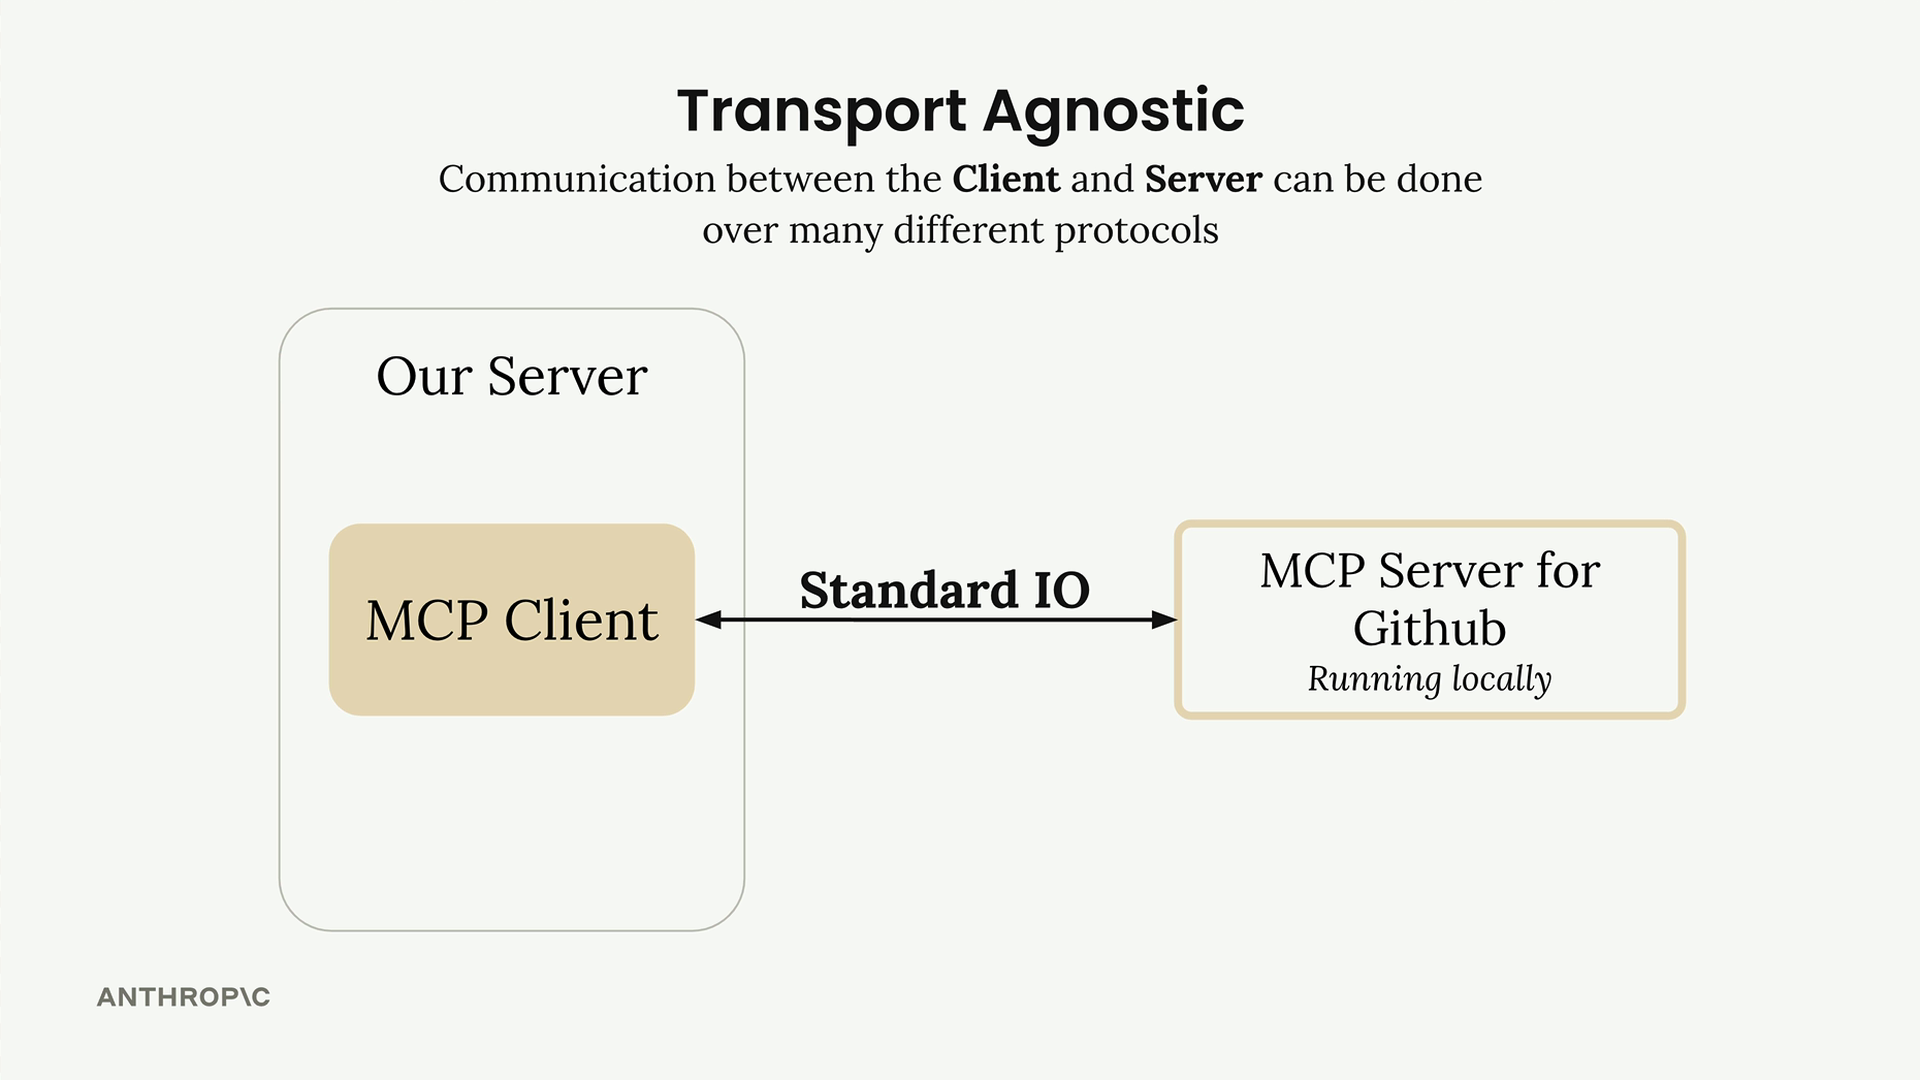 Transport Agnostic
Communication between the Client and Server can be done
over many different protocols
Our Server
MCP Client
Standard IO
MCP Server for
Github
Running locally
ANTHROP\C